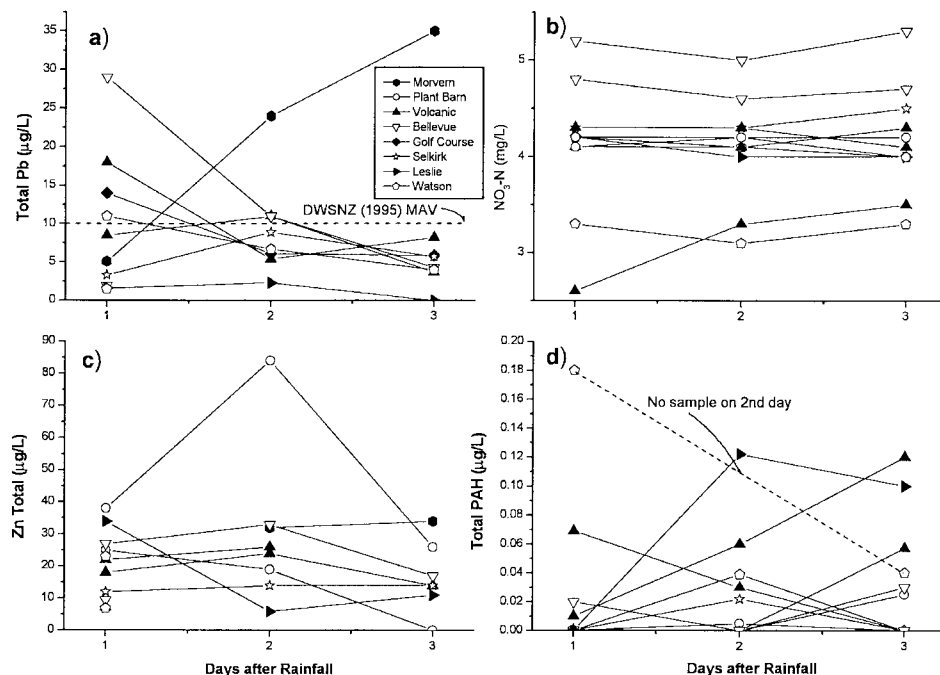 a)
35
30
25
20
15
10
5
0
Total Pb (µg/L)
1
2
3
Morvern
Plant Barn
Volcanic
Bellevue
Golf Course
Selkirk
Leslie
Watson
DWSNZ (1995) MAV
b)
5
4
3
NO3-N (mg/L)
1
2
3
c)
90
80
70
60
50
40
30
20
10
0
Zn Total (µg/L)
1
2
3
Days after Rainfall
d)
0.20
0.18
0.16
0.14
0.12
0.10
0.08
0.06
0.04
0.02
0.00
Total PAH (µg/L)
No sample on 2nd day
1
2
3
Days after Rainfall